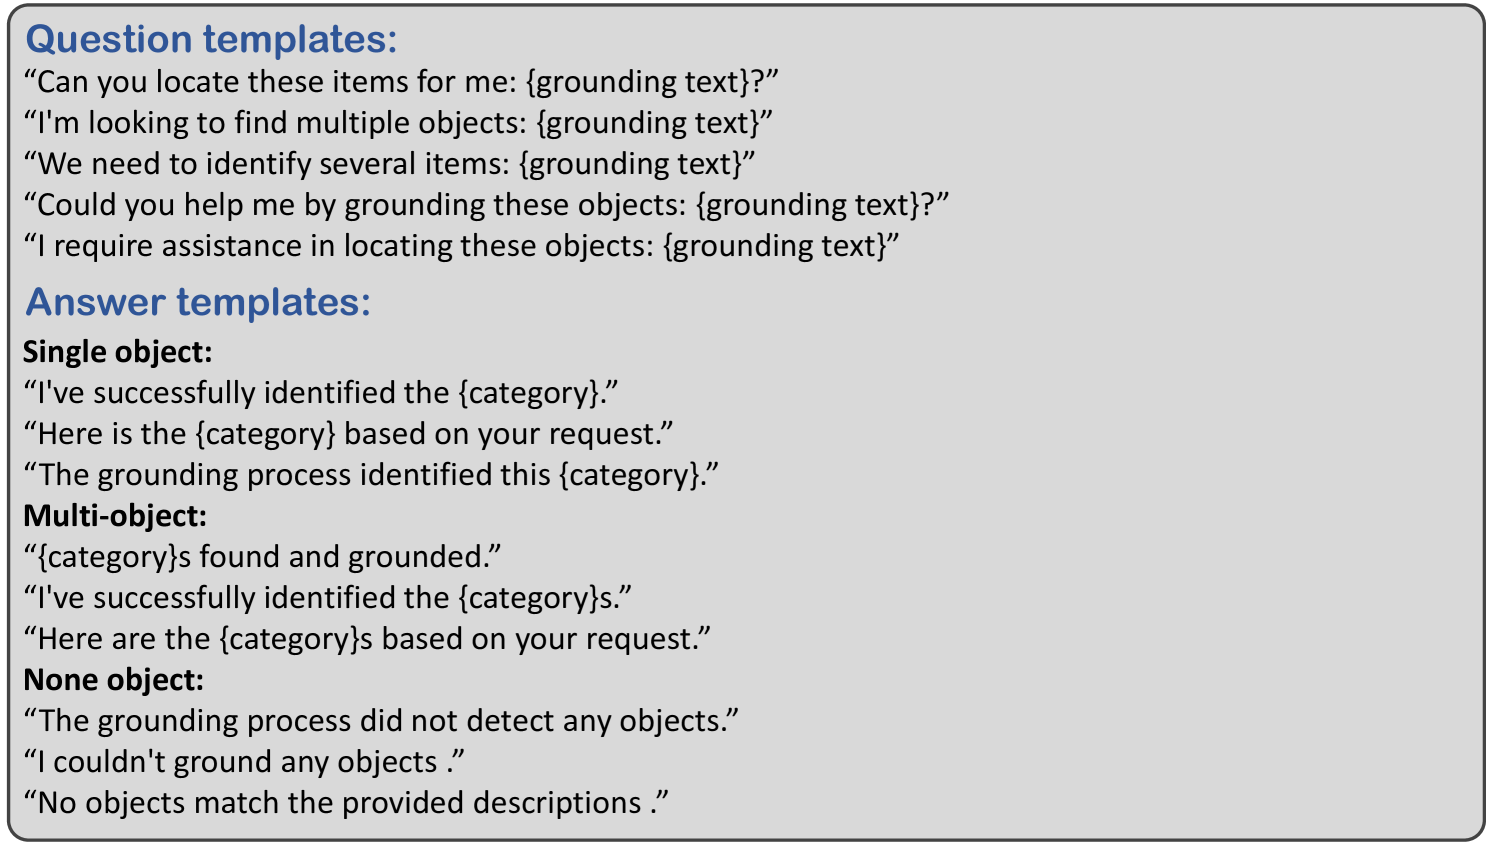 Question templates:
“Can you locate these items for me: {grounding text}?”
“I'm looking to find multiple objects: {grounding text}”
“We need to identify several items: {grounding text}”
“Could you help me by grounding these objects: {grounding text}?”
“I require assistance in locating these objects: {grounding text}”
Answer templates:
Single object:
“I've successfully identified the {category}.”
“Here is the {category} based on your request.”
“The grounding process identified this {category}.”
Multi-object:
“{category}s found and grounded.”
“I've successfully identified the {category}s.”
“Here are the {category}s based on your request.”
None object:
“The grounding process did not detect any objects.”
“I couldn't ground any objects .”
“No objects match the provided descriptions .”